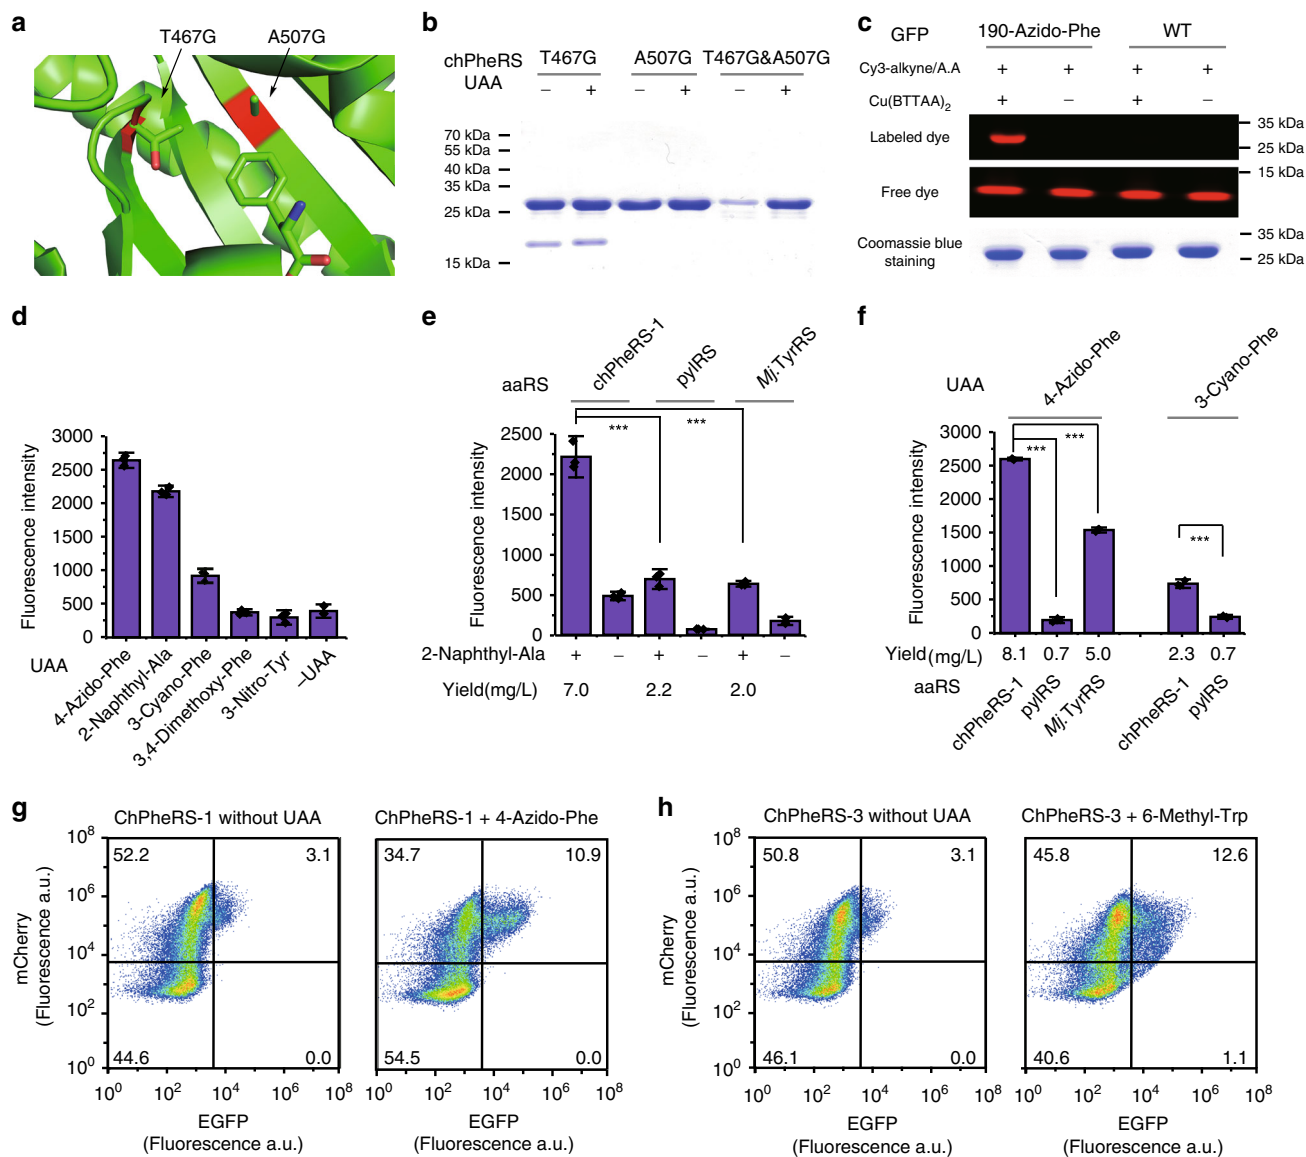 a
T467G
A507G
b
chPheRS T467G A507G T467G&A507G
UAA − + − + − +
70 kDa
55 kDa
40 kDa
35 kDa
25 kDa
15 kDa
c
GFP 190-Azido-Phe WT
Cy3-alkyne/A.A + + + +
Cu(BTTAA)2 + − + −
Labeled dye
35 kDa
25 kDa
15 kDa
Free dye
Coomassie blue staining
35 kDa
25 kDa
d
Fluorescence intensity
3000
2500
2000
1500
1000
500
0
UAA
4-Azido-Phe
2-Naphthyl-Ala
3-Cyano-Phe
3,4-Dimethoxy-Phe
3-Nitro-Tyr
−UAA
e
aaRS
chPheRS-1
pylRS
Mj.TyrRS
*** ***
Fluorescence intensity
2500
2000
1500
1000
500
0
2-Naphthyl-Ala + − + − + −
Yield(mg/L) 7.0 2.2 2.0
f
UAA
4-Azido-Phe
3-Cyano-Phe
*** *** ***
Fluorescence intensity
3000
2500
2000
1500
1000
500
0
Yield(mg/L) 8.1 0.7 5.0 2.3 0.7
aaRS
chPheRS-1
pylRS
Mj.TyrRS
chPheRS-1
pylRS
g
ChPheRS-1 without UAA
mCherry
(Fluorescence a.u.)
10^8
10^6
10^4
10^2
10^0
52.2 3.1
44.6 0.0
10^0 10^2 10^4 10^6 10^8
EGFP
(Fluorescence a.u.)
ChPheRS-1 + 4-Azido-Phe
34.7 10.9
54.5 0.0
10^0 10^2 10^4 10^6 10^8
EGFP
(Fluorescence a.u.)
h
ChPheRS-3 without UAA
mCherry
(Fluorescence a.u.)
10^8
10^6
10^4
10^2
10^0
50.8 3.1
46.1 0.0
10^0 10^2 10^4 10^6 10^8
EGFP
(Fluorescence a.u.)
ChPheRS-3 + 6-Methyl-Trp
45.8 12.6
40.6 1.1
10^0 10^2 10^4 10^6 10^8
EGFP
(Fluorescence a.u.)